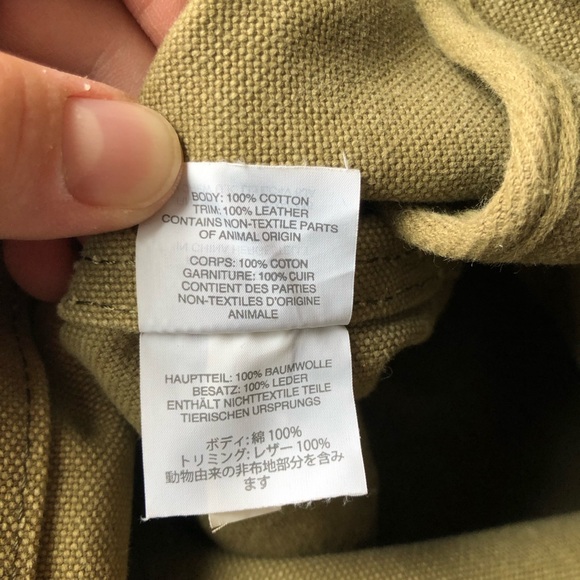 BODY: 100% COTTON
TRIM: 100% LEATHER
CONTAINS NON-TEXTILE PARTS
OF ANIMAL ORIGIN
CORPS: 100% COTON
GARNITURE: 100% CUIR
CONTIENT DES PARTIES
NON-TEXTILES D'ORIGINE
ANIMALE
HAUPTTEIL: 100% BAUMWOLLE
BESATZ: 100% LEDER
ENTHÄLT NICHTTEXTILE TEILE
TIERISCHEN URSPRUNGS
ボディ: 綿 100%
トリミング: レザー 100%
動物由来の非布地部分を含み
ます